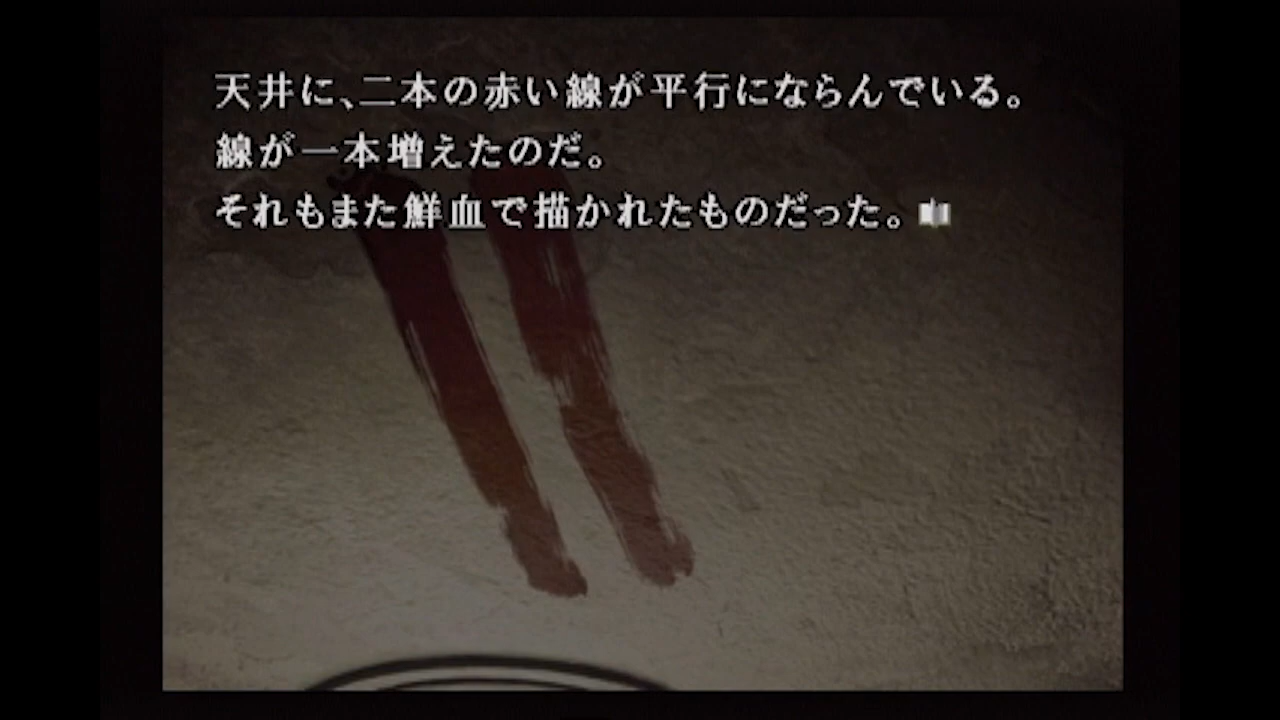 天井に、二本の赤い線が平行にならんでいる。
線が一本増えたのだ。
それもまた鮮血で描かれたものだった。